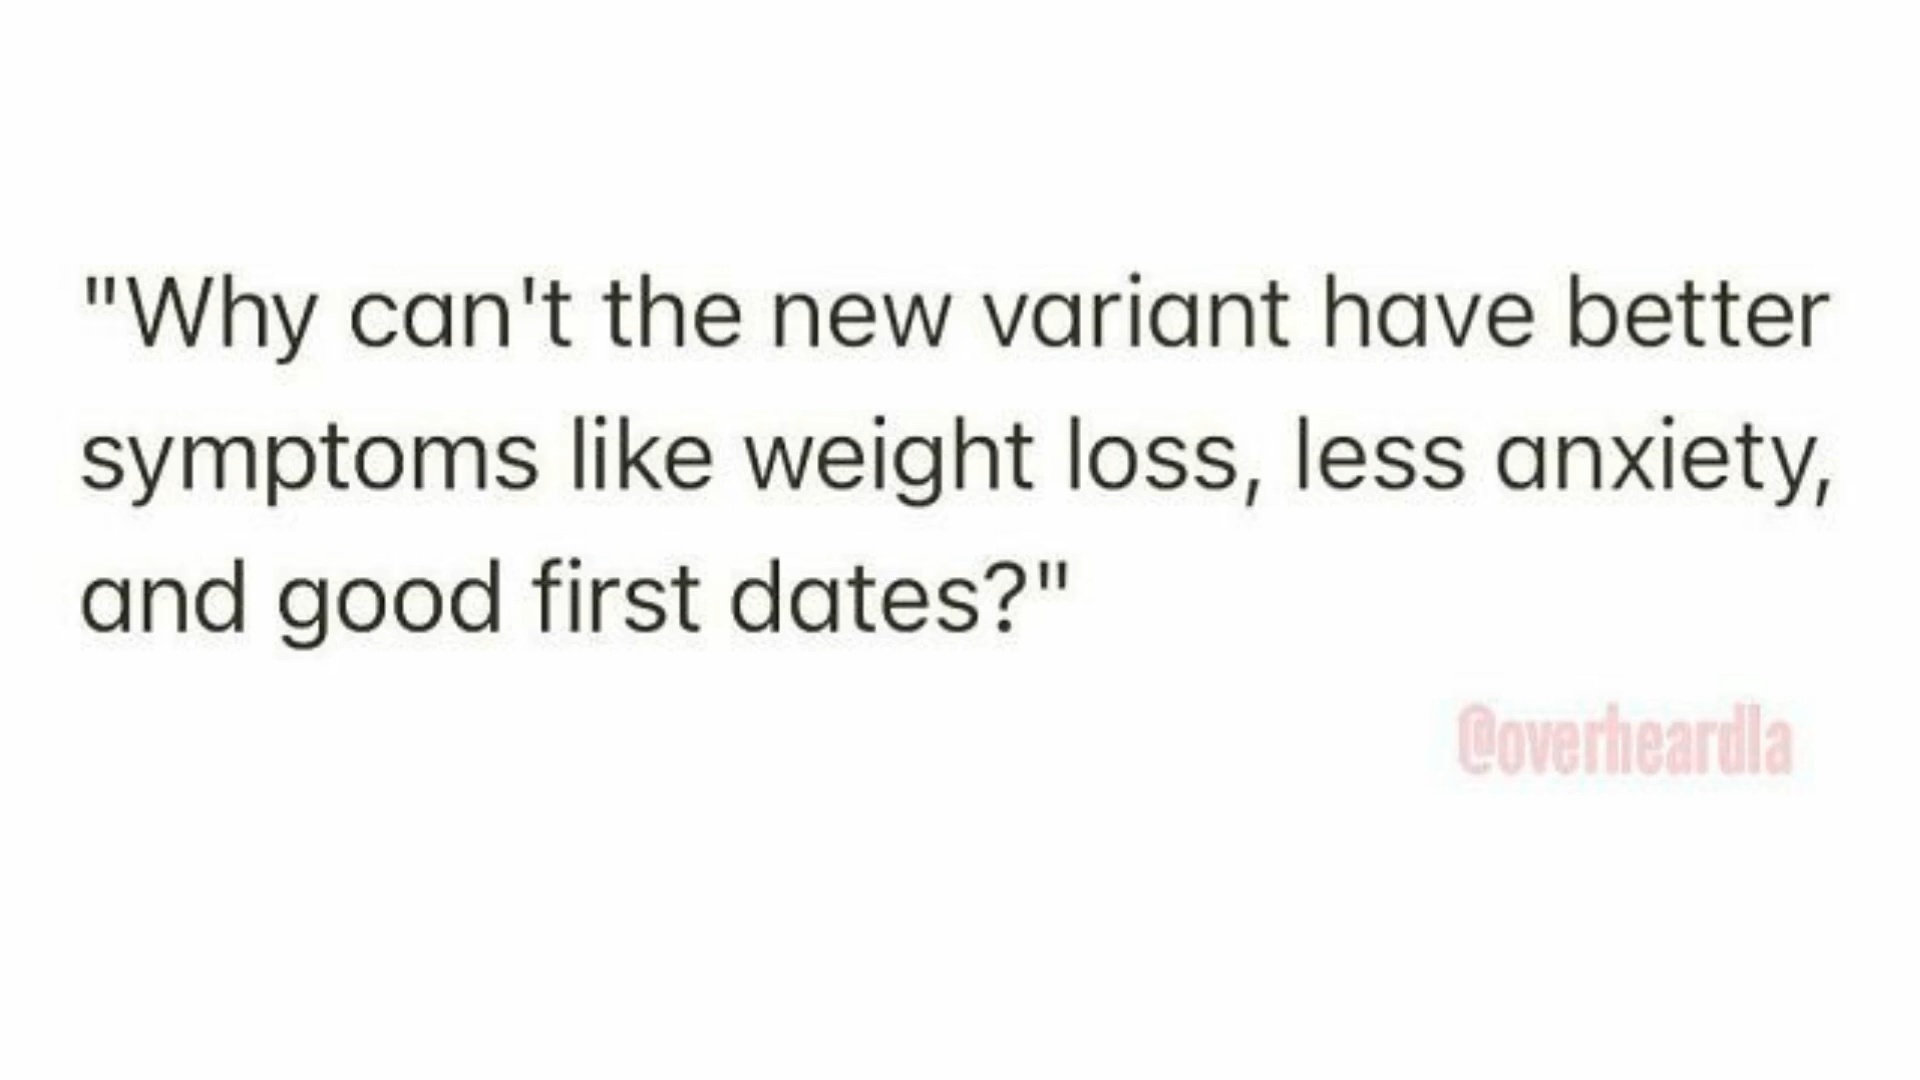 "Why can't the new variant have better
symptoms like weight loss, less anxiety,
and good first dates?"
@overheardla